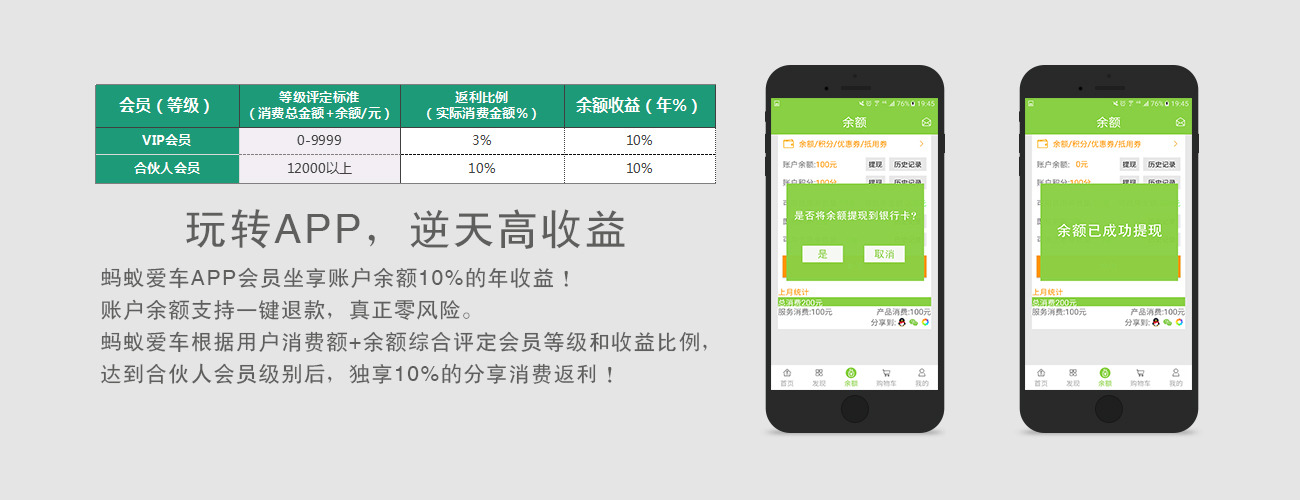 会员（等级）
等级评定标准
（消费总金额+余额/元）
返利比例
（实际消费金额%）
余额收益（年%）
VIP会员
0-9999
3%
10%
合伙人会员
12000以上
10%
10%
玩转APP，逆天高收益
蚂蚁爱车APP会员坐享账户余额10%的年收益！
账户余额支持一键退款，真正零风险。
蚂蚁爱车根据用户消费额+余额综合评定会员等级和收益比例，
达到合伙人会员级别后，独享10%的分享消费返利！
76% 19:45
余额
余额/积分/优惠券/抵用券
账户余额:100元
提现
历史记录
账户积分:100分
提现
历史记录
是否将余额提现到银行卡?
是
取消
上月统计
总消费200元
服务消费:100元
产品消费:100元
分享到:
首页
发现
余额
购物车
我的
76% 19:45
余额
余额/积分/优惠券/抵用券
账户余额: 0元
提现
历史记录
账户积分:100分
提现
历史记录
余额已成功提现
上月统计
总消费200元
服务消费:100元
产品消费:100元
分享到:
首页
发现
余额
购物车
我的